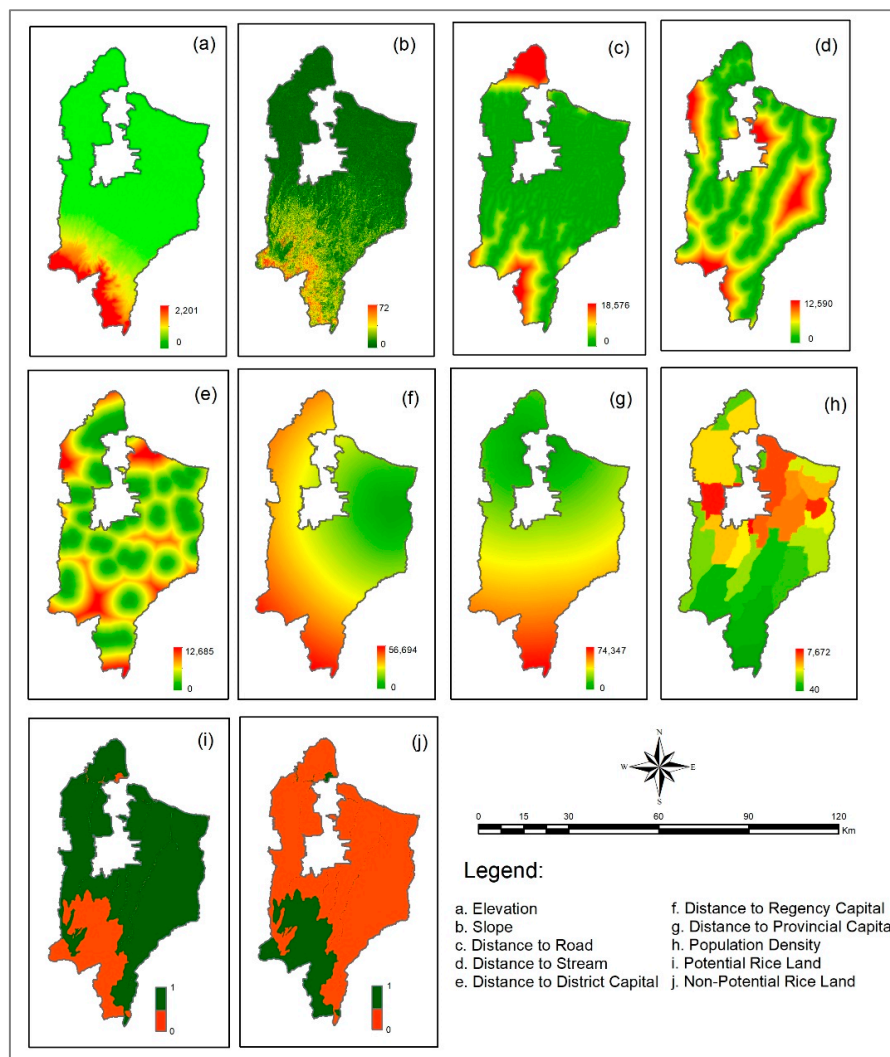 (a)
(b)
(c)
(d)
2,201
0
72
0
18,576
0
12,590
0
(e)
(f)
(g)
(h)
12,685
0
56,694
0
74,347
0
7,672
40
(i)
(j)
1
0
1
0
N
W E
S
0 15 30 60 90 120
Km
Legend:
a. Elevation
b. Slope
c. Distance to Road
d. Distance to Stream
e. Distance to District Capital
f. Distance to Regency Capital
g. Distance to Provincial Capital
h. Population Density
i. Potential Rice Land
j. Non-Potential Rice Land